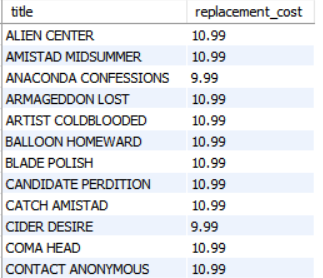 title replacement_cost
ALIEN CENTER 10.99
AMISTAD MIDSUMMER 10.99
ANACONDA CONFESSIONS 9.99
ARMAGEDDON LOST 10.99
ARTIST COLDBLOODED 10.99
BALLOON HOMEWARD 10.99
BLADE POLISH 10.99
CANDIDATE PERDITION 10.99
CATCH AMISTAD 10.99
CIDER DESIRE 9.99
COMA HEAD 10.99
CONTACT ANONYMOUS 10.99